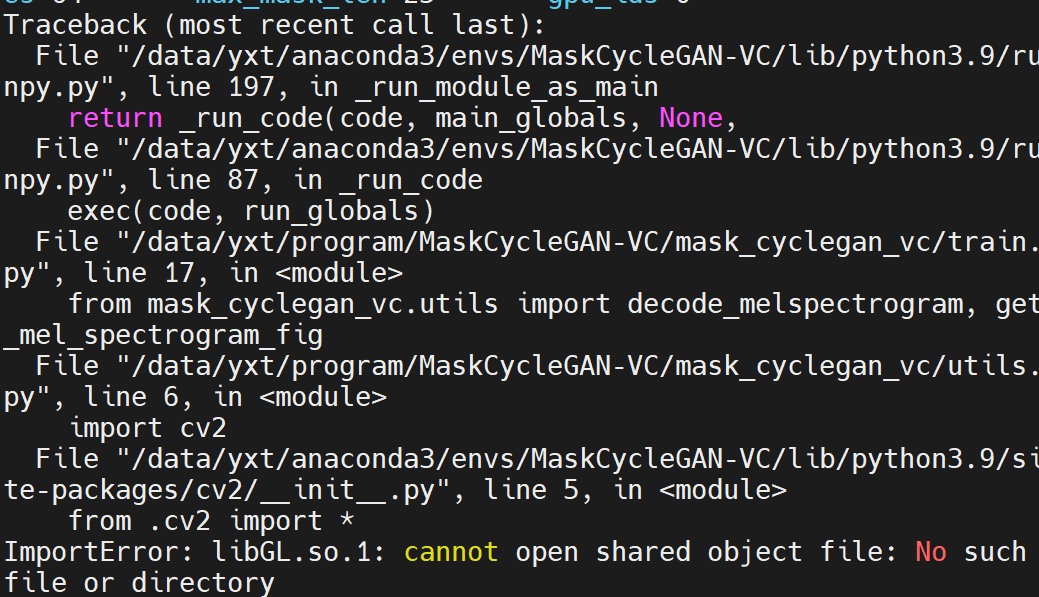 Traceback (most recent call last):
  File "/data/yxt/anaconda3/envs/MaskCycleGAN-VC/lib/python3.9/ru
npy.py", line 197, in _run_module_as_main
    return _run_code(code, main_globals, None,
  File "/data/yxt/anaconda3/envs/MaskCycleGAN-VC/lib/python3.9/ru
npy.py", line 87, in _run_code
    exec(code, run_globals)
  File "/data/yxt/program/MaskCycleGAN-VC/mask_cyclegan_vc/train.
py", line 17, in <module>
    from mask_cyclegan_vc.utils import decode_melspectrogram, get
_mel_spectrogram_fig
  File "/data/yxt/program/MaskCycleGAN-VC/mask_cyclegan_vc/utils.
py", line 6, in <module>
    import cv2
  File "/data/yxt/anaconda3/envs/MaskCycleGAN-VC/lib/python3.9/si
te-packages/cv2/__init__.py", line 5, in <module>
    from .cv2 import *
ImportError: libGL.so.1: cannot open shared object file: No such
file or directory